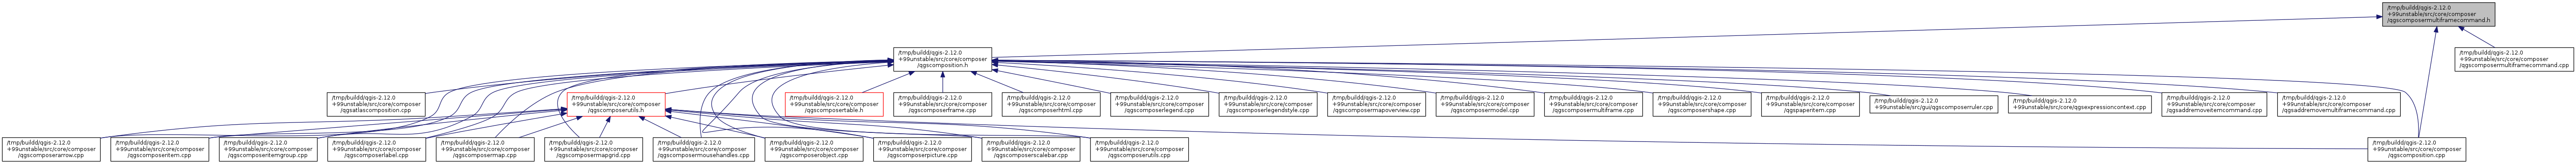 /tmp/buildd/qgis-2.12.0
+99unstable/src/core/composer
/qgscomposermultiframecommand.h
/tmp/buildd/qgis-2.12.0
+99unstable/src/core/composer
/qgscomposition.h
/tmp/buildd/qgis-2.12.0
+99unstable/src/core/composer
/qgscomposermultiframecommand.cpp
/tmp/buildd/qgis-2.12.0
+99unstable/src/core/composer
/qgsatlascomposition.cpp
/tmp/buildd/qgis-2.12.0
+99unstable/src/core/composer
/qgscomposerutils.h
/tmp/buildd/qgis-2.12.0
+99unstable/src/core/composer
/qgscomposertable.h
/tmp/buildd/qgis-2.12.0
+99unstable/src/core/composer
/qgscomposerframe.cpp
/tmp/buildd/qgis-2.12.0
+99unstable/src/core/composer
/qgscomposerhtml.cpp
/tmp/buildd/qgis-2.12.0
+99unstable/src/core/composer
/qgscomposerlegend.cpp
/tmp/buildd/qgis-2.12.0
+99unstable/src/core/composer
/qgscomposerlegendstyle.cpp
/tmp/buildd/qgis-2.12.0
+99unstable/src/core/composer
/qgscomposermapoverview.cpp
/tmp/buildd/qgis-2.12.0
+99unstable/src/core/composer
/qgscomposermodel.cpp
/tmp/buildd/qgis-2.12.0
+99unstable/src/core/composer
/qgscomposermultiframe.cpp
/tmp/buildd/qgis-2.12.0
+99unstable/src/core/composer
/qgscomposershape.cpp
/tmp/buildd/qgis-2.12.0
+99unstable/src/core/composer
/qgspaperitem.cpp
/tmp/buildd/qgis-2.12.0
+99unstable/src/gui/qgscomposerruler.cpp
/tmp/buildd/qgis-2.12.0
+99unstable/src/core/qgsexpressioncontext.cpp
/tmp/buildd/qgis-2.12.0
+99unstable/src/core/composer
/qgsaddremoveitemcommand.cpp
/tmp/buildd/qgis-2.12.0
+99unstable/src/core/composer
/qgsaddremovemultiframecommand.cpp
/tmp/buildd/qgis-2.12.0
+99unstable/src/core/composer
/qgscomposerarrow.cpp
/tmp/buildd/qgis-2.12.0
+99unstable/src/core/composer
/qgscomposeritem.cpp
/tmp/buildd/qgis-2.12.0
+99unstable/src/core/composer
/qgscomposeritemgroup.cpp
/tmp/buildd/qgis-2.12.0
+99unstable/src/core/composer
/qgscomposerlabel.cpp
/tmp/buildd/qgis-2.12.0
+99unstable/src/core/composer
/qgscomposermap.cpp
/tmp/buildd/qgis-2.12.0
+99unstable/src/core/composer
/qgscomposermapgrid.cpp
/tmp/buildd/qgis-2.12.0
+99unstable/src/core/composer
/qgscomposermousehandles.cpp
/tmp/buildd/qgis-2.12.0
+99unstable/src/core/composer
/qgscomposerobject.cpp
/tmp/buildd/qgis-2.12.0
+99unstable/src/core/composer
/qgscomposerpicture.cpp
/tmp/buildd/qgis-2.12.0
+99unstable/src/core/composer
/qgscomposerscalebar.cpp
/tmp/buildd/qgis-2.12.0
+99unstable/src/core/composer
/qgscomposerutils.cpp
/tmp/buildd/qgis-2.12.0
+99unstable/src/core/composer
/qgscomposition.cpp